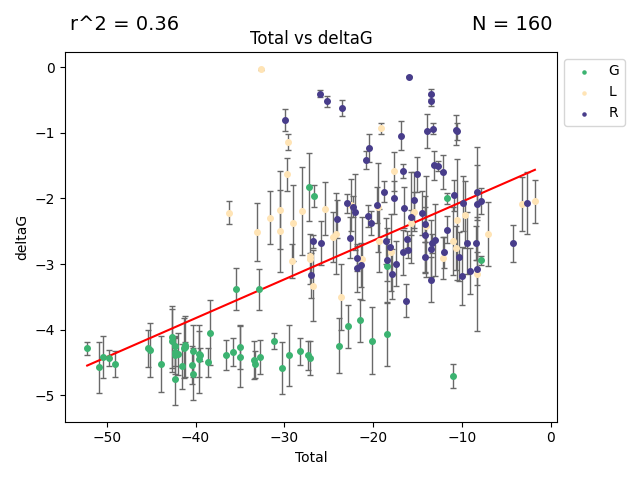 r^2 = 0.36
N = 160
Total vs deltaG
G
L
R
deltaG
0
−1
−2
−3
−4
−5
−50
−40
−30
−20
−10
0
Total